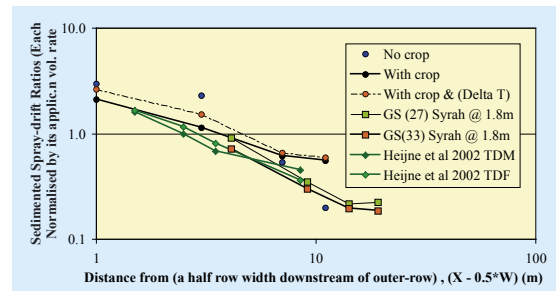 Sedimented Spray-drift Ratios (Each
Normalised by its applic.n vol. rate
10.0
1.0
0.1
No crop
With crop
With crop & (Delta T)
GS (27) Syrah @ 1.8m
GS(33) Syrah @ 1.8m
Heijne et al 2002 TDM
Heijne et al 2002 TDF
1
10
100
Distance from (a half row width downstream of outer-row) , (X - 0.5*W) (m)